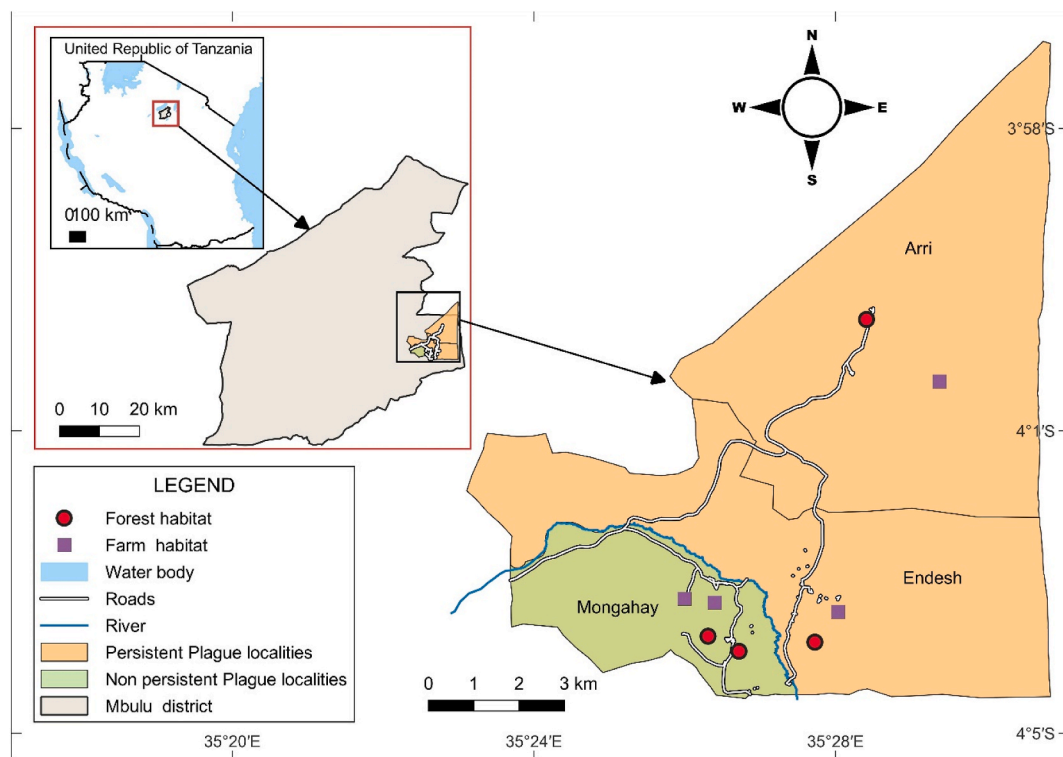 United Republic of Tanzania
0100 km
0 10 20 km
N
W E
S
3°58'S
Arri
4°1'S
LEGEND
Forest habitat
Farm habitat
Water body
Roads
River
Persistent Plague localities
Non persistent Plague localities
Mbulu district
Mongahay
Endesh
0 1 2 3 km
35°20'E
35°24'E
35°28'E
4°5'S